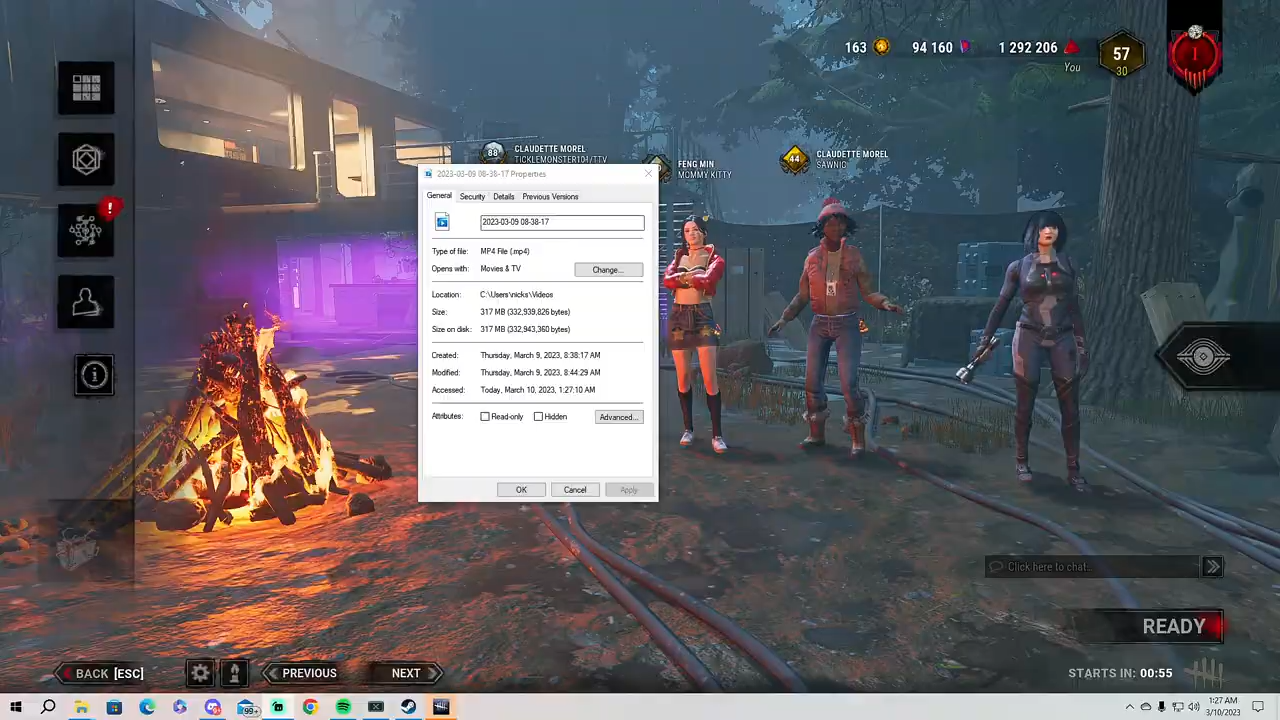 163
94 160
1 292 206
You
57
30
1
88
CLAUDETTE MOREL
TICKLEMONSTER101/TTV
FENG MIN
MOMMY KITTY
44
CLAUDETTE MOREL
SAWNIC
2023-03-09 08-38-17 Properties
General
Security
Details
Previous Versions
2023-03-09 08-38-17
Type of file: MP4 File (.mp4)
Opens with: Movies & TV
Change...
Location: C:\Users\nicks\Videos
Size: 317 MB (332,939,826 bytes)
Size on disk: 317 MB (332,943,360 bytes)
Created: Thursday, March 9, 2023, 8:38:17 AM
Modified: Thursday, March 9, 2023, 8:44:29 AM
Accessed: Today, March 10, 2023, 1:27:10 AM
Attributes: Read-only Hidden Advanced...
OK
Cancel
Apply
Click here to chat...
READY
STARTS IN: 00:55
BACK [ESC]
PREVIOUS
NEXT
99+
1:27 AM
3/10/2023